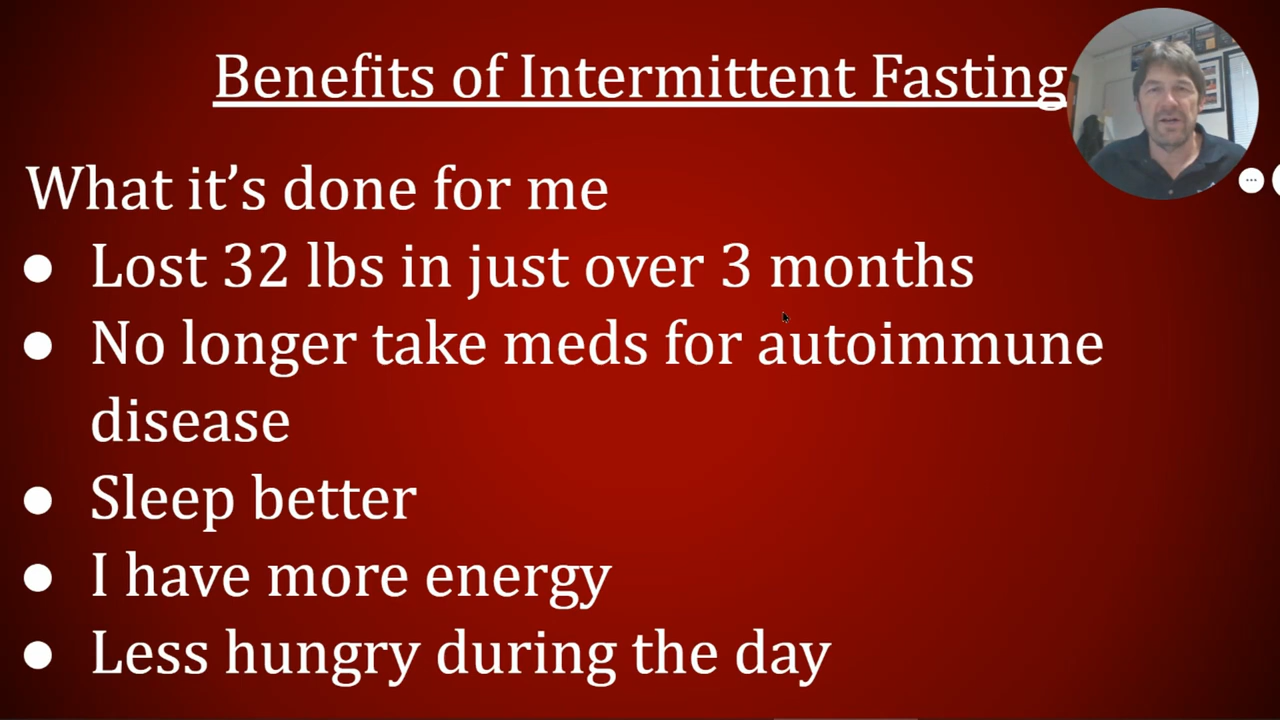 Benefits of Intermittent Fasting
What it’s done for me
● Lost 32 lbs in just over 3 months
● No longer take meds for autoimmune
disease
● Sleep better
● I have more energy
● Less hungry during the day